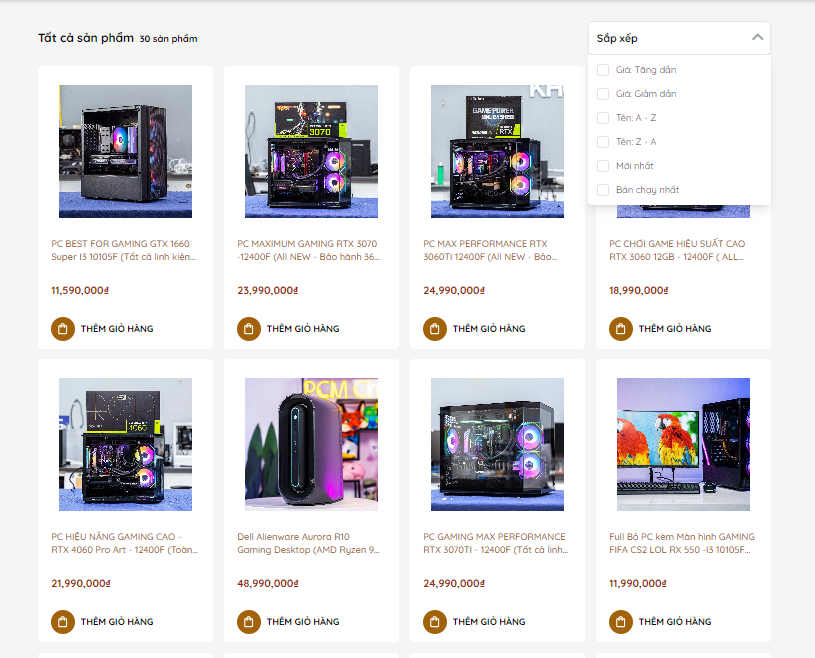 Tất cả sản phẩm 30 sản phẩm
Sắp xếp
Giá: Tăng dần
Giá: Giảm dần
Tên: A - Z
Tên: Z - A
Mới nhất
Bán chạy nhất
3070
GAME POWER
RTX
KH
PC BEST FOR GAMING GTX 1660
Super I3 10105F (Tất cả linh kiện...
11,590,000₫
THÊM GIỎ HÀNG
PC MAXIMUM GAMING RTX 3070
-12400F (All NEW - Bảo hành 36...
23,990,000₫
THÊM GIỎ HÀNG
PC MAX PERFORMANCE RTX
3060TI 12400F (All NEW - Bảo...
24,990,000₫
THÊM GIỎ HÀNG
PC CHƠI GAME HIỆU SUẤT CAO
RTX 3060 12GB - 12400F ( ALL...
18,990,000₫
THÊM GIỎ HÀNG
4060
PCM Ch
PC HIỆU NĂNG GAMING CAO -
RTX 4060 Pro Art - 12400F (Toàn...
21,990,000₫
THÊM GIỎ HÀNG
Dell Alienware Aurora R10
Gaming Desktop (AMD Ryzen 9...
48,990,000₫
THÊM GIỎ HÀNG
PC GAMING MAX PERFORMANCE
RTX 3070TI - 12400F (Tất cả linh...
24,990,000₫
THÊM GIỎ HÀNG
Full Bộ PC kèm Màn hình GAMING
FIFA CS2 LOL RX 550 -I3 10105F...
11,990,000₫
THÊM GIỎ HÀNG